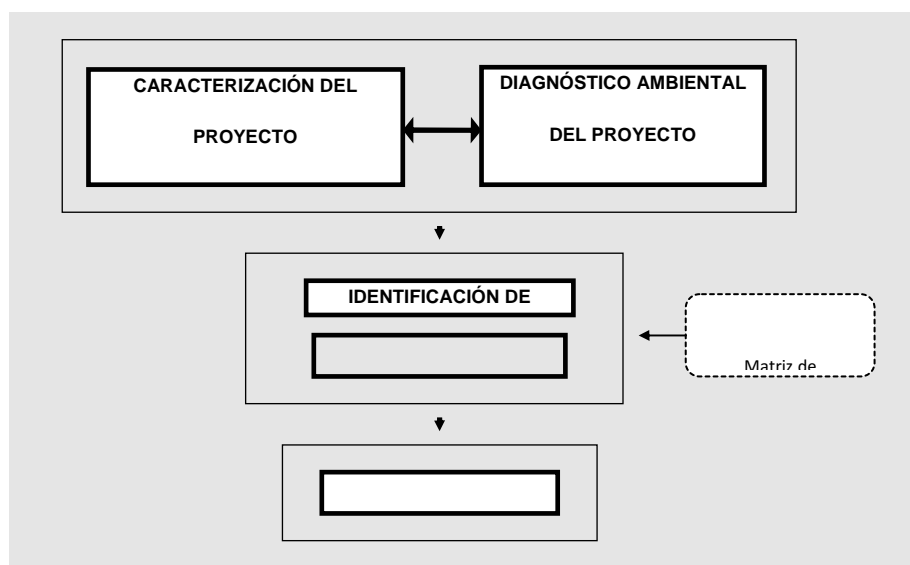 CARACTERIZACIÓN DEL
PROYECTO
DIAGNÓSTICO AMBIENTAL
DEL PROYECTO
IDENTIFICACIÓN DE
Matriz de